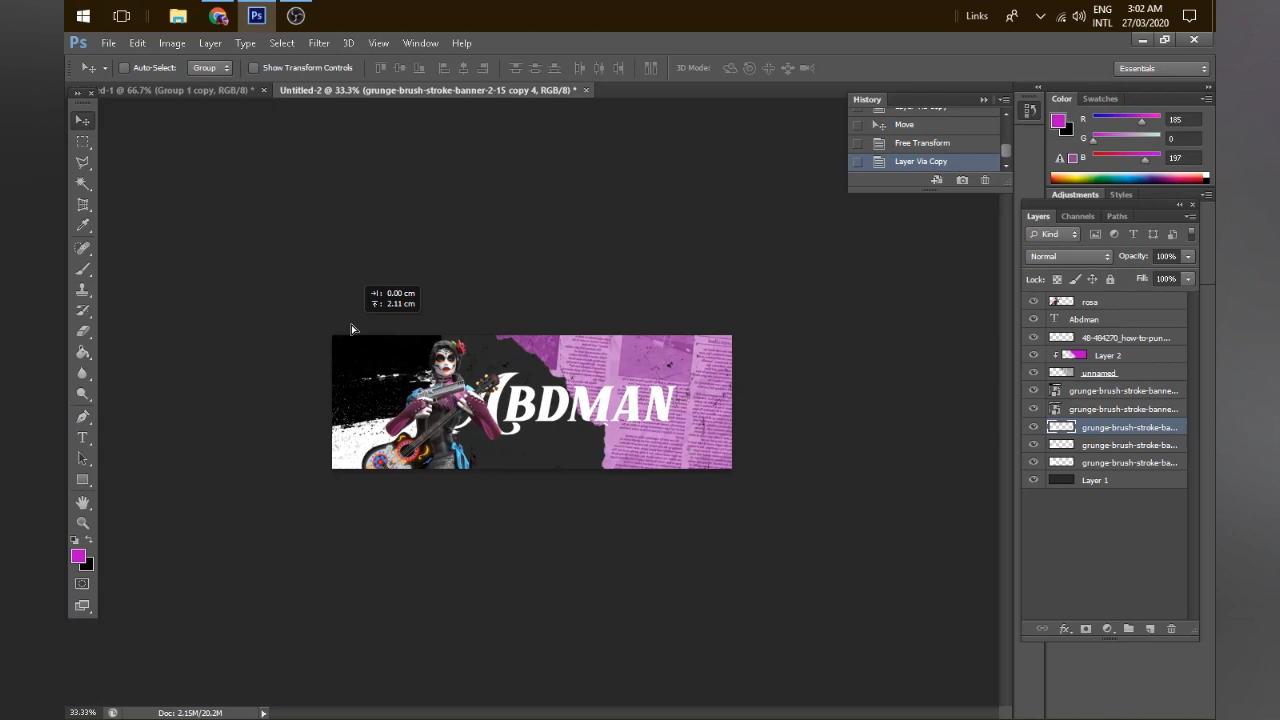 Links
ENG
INTL
3:02 AM
27/03/2020
Ps
File Edit Image Layer Type Select Filter 3D View Window Help
Auto-Select: Group Show Transform Controls 3D Mode: Essentials
d-1 @ 66.7% (Group 1 copy, RGB/8) * × Untitled-2 @ 33.3% (grunge-brush-stroke-banner-2-15 copy 4, RGB/8) * ×
History
Move
Free Transform
Layer Via Copy
Color Swatches
R 185
G 0
B 197
Adjustments Styles
Layers Channels Paths
Kind
Normal Opacity: 100%
Lock: Fill: 100%
rosa
Abdman
48-484270_how-to-pun...
Layer 2
unnamed
grunge-brush-stroke-banne...
grunge-brush-stroke-banne...
grunge-brush-stroke-ba...
grunge-brush-stroke-ba...
grunge-brush-stroke-ba...
Layer 1
0.00 cm
2.11 cm
BDMAN
33.33% Doc: 2.15M/20.2M